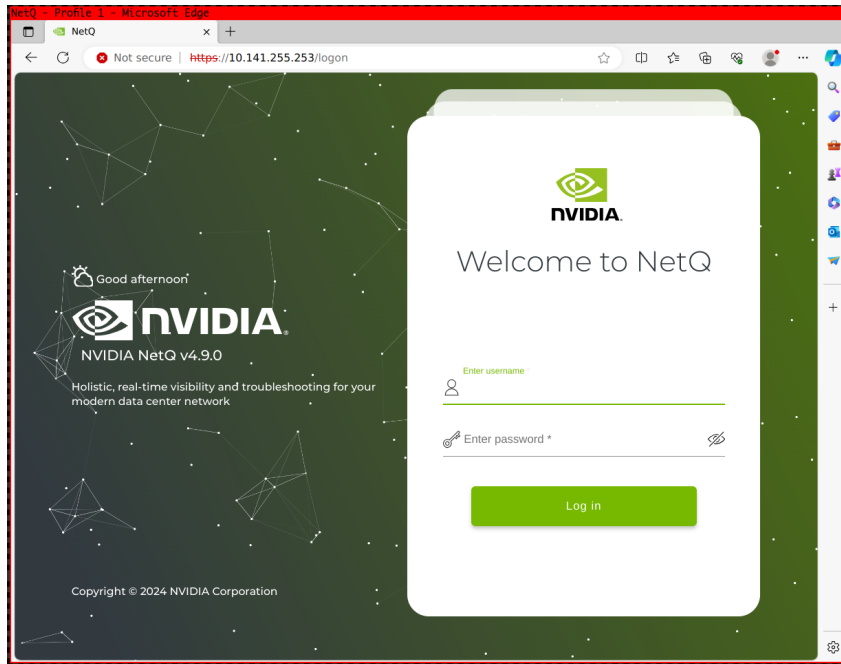 NetQ - Profile 1 - Microsoft Edge
NetQ
Not secure
https://10.141.255.253/logon
NVIDIA.
Welcome to NetQ
Good afternoon
NVIDIA.
NVIDIA NetQ v4.9.0
Holistic, real-time visibility and troubleshooting for your
modern data center network
Enter username *
Enter password *
Log in
Copyright © 2024 NVIDIA Corporation